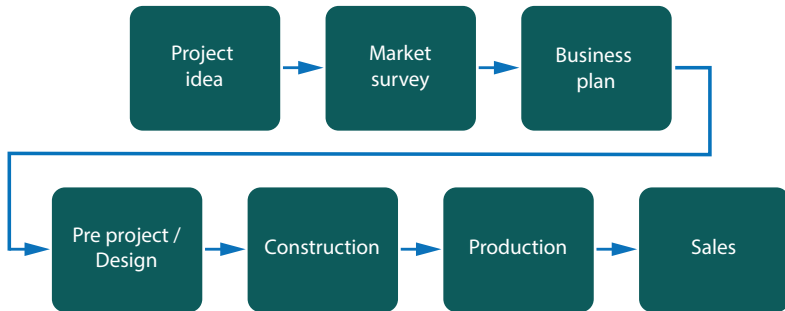 Project
idea
Market
survey
Business
plan
Pre project /
Design
Construction
Production
Sales